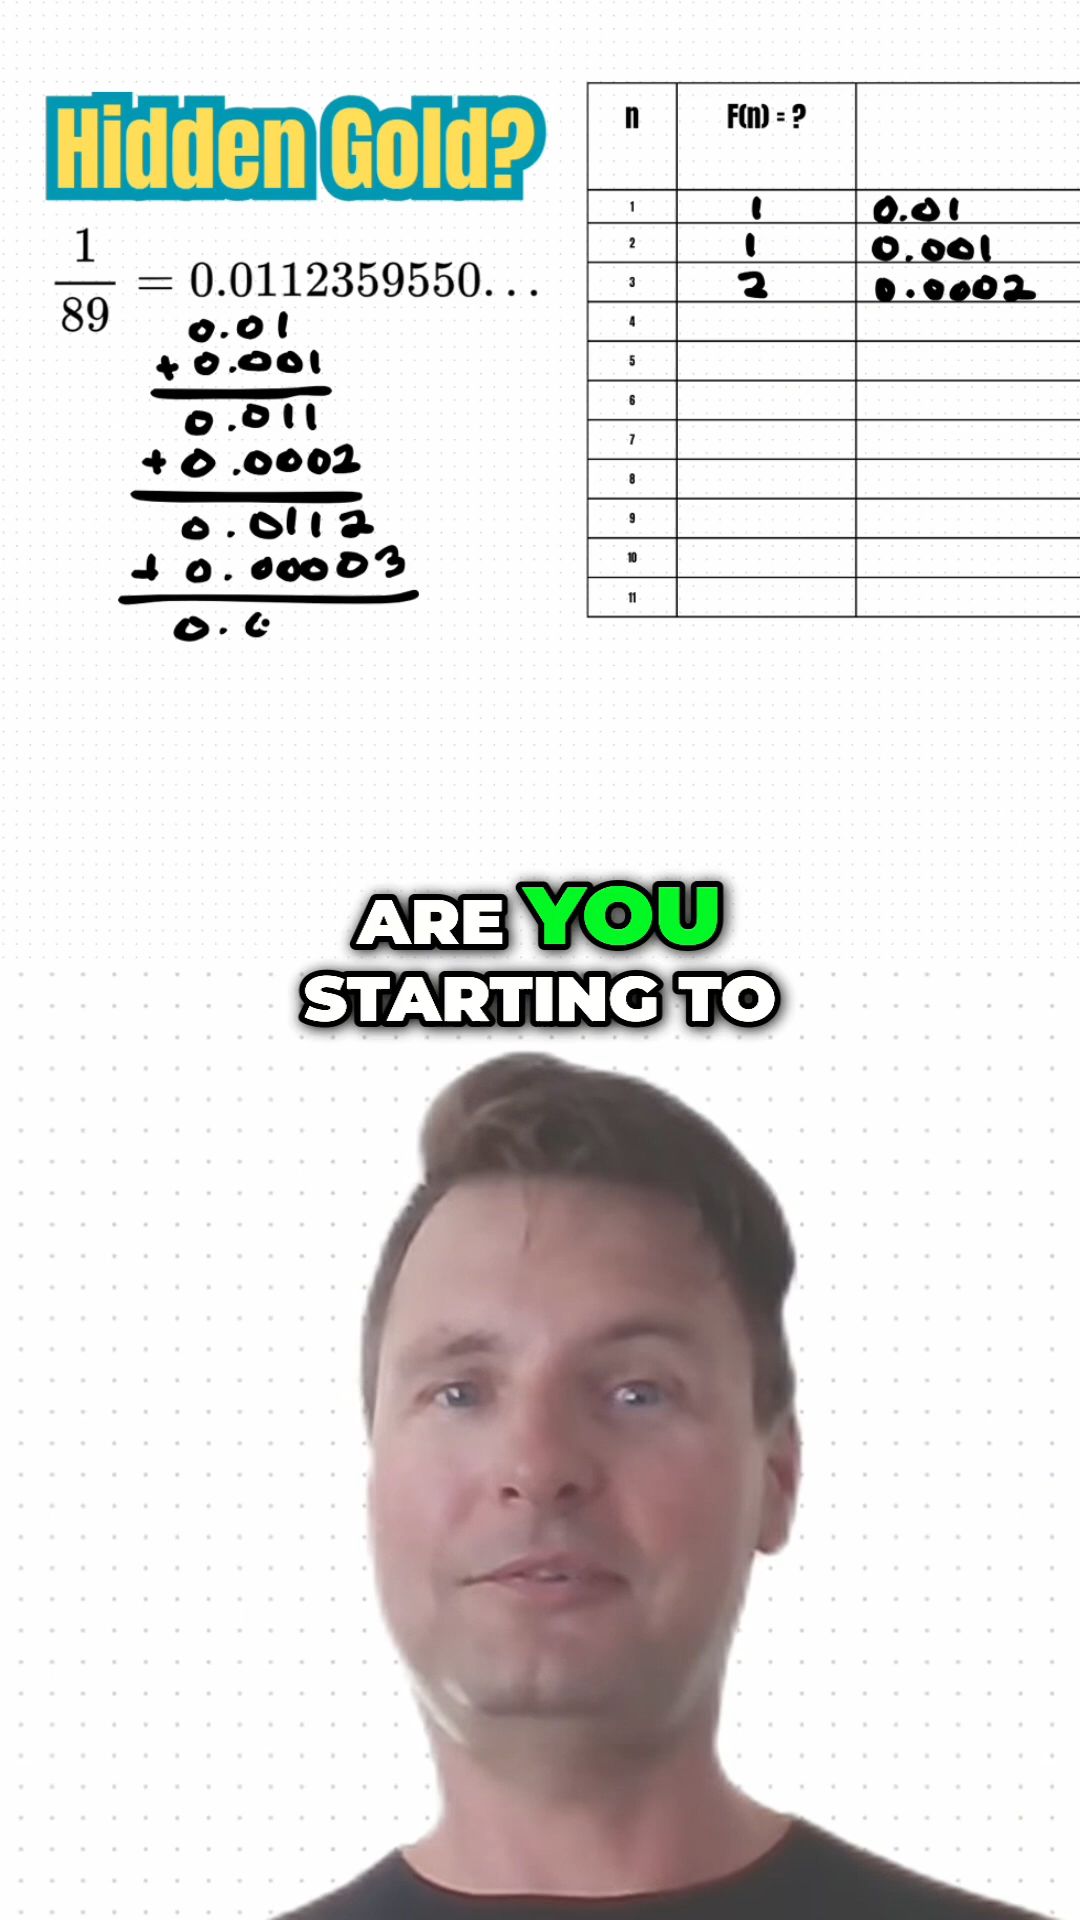 Hidden Gold?
1
89
= 0.0112359550...
0.01
+ 0.001
0.011
+ 0.0002
0.0112
+ 0.00003
0.0
n F(n) = ?
1 1 0.01
2 1 0.001
3 2 0.0002
4
5
6
7
8
9
10
11
ARE YOU
STARTING TO